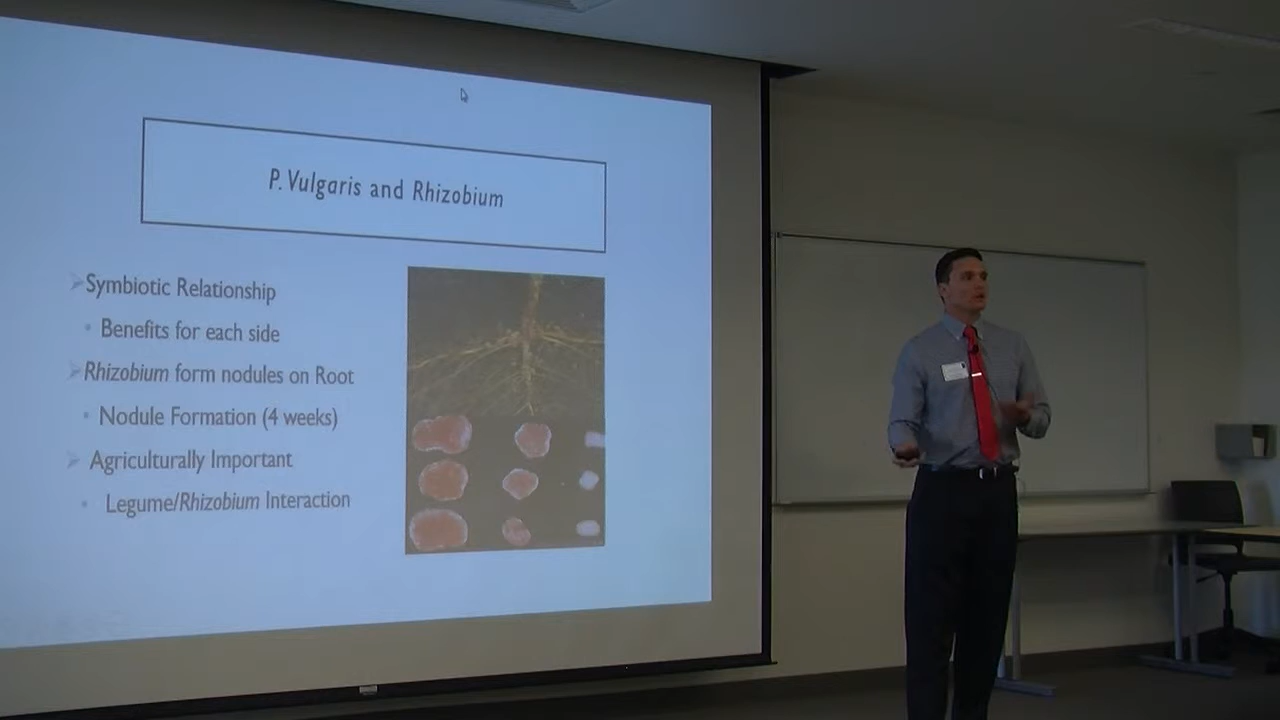 P. Vulgaris and Rhizobium
Symbiotic Relationship
Benefits for each side
Rhizobium form nodules on Root
Nodule Formation (4 weeks)
Agriculturally Important
Legume/Rhizobium Interaction